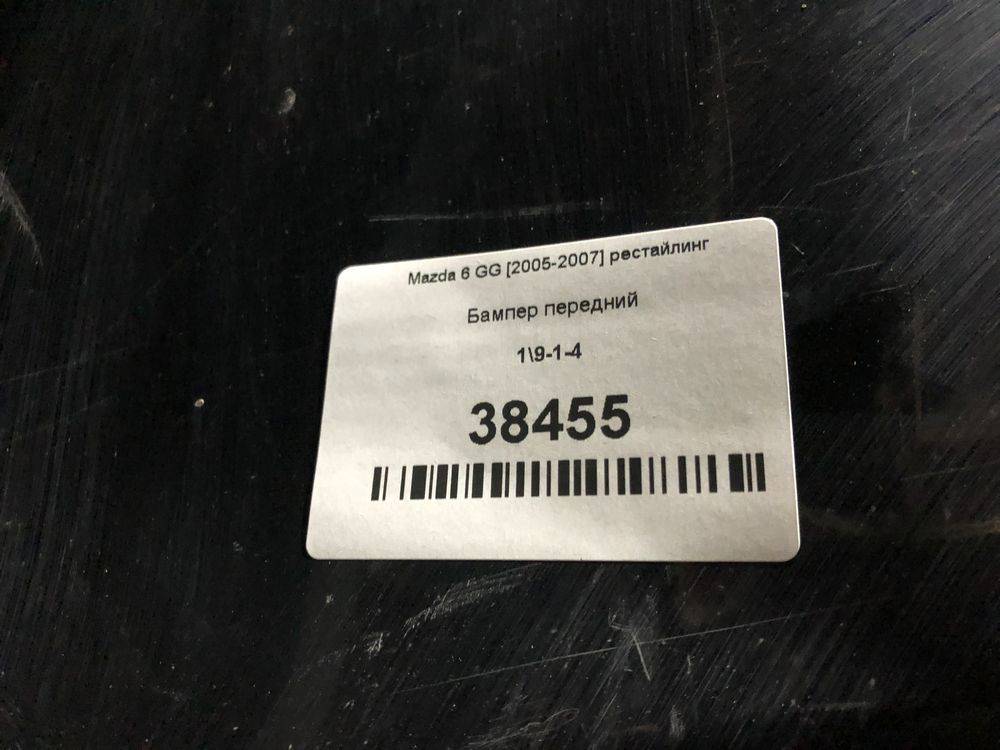 Mazda 6 GG [2005-2007] рестайлинг
Бампер передний
1\9-1-4
38455